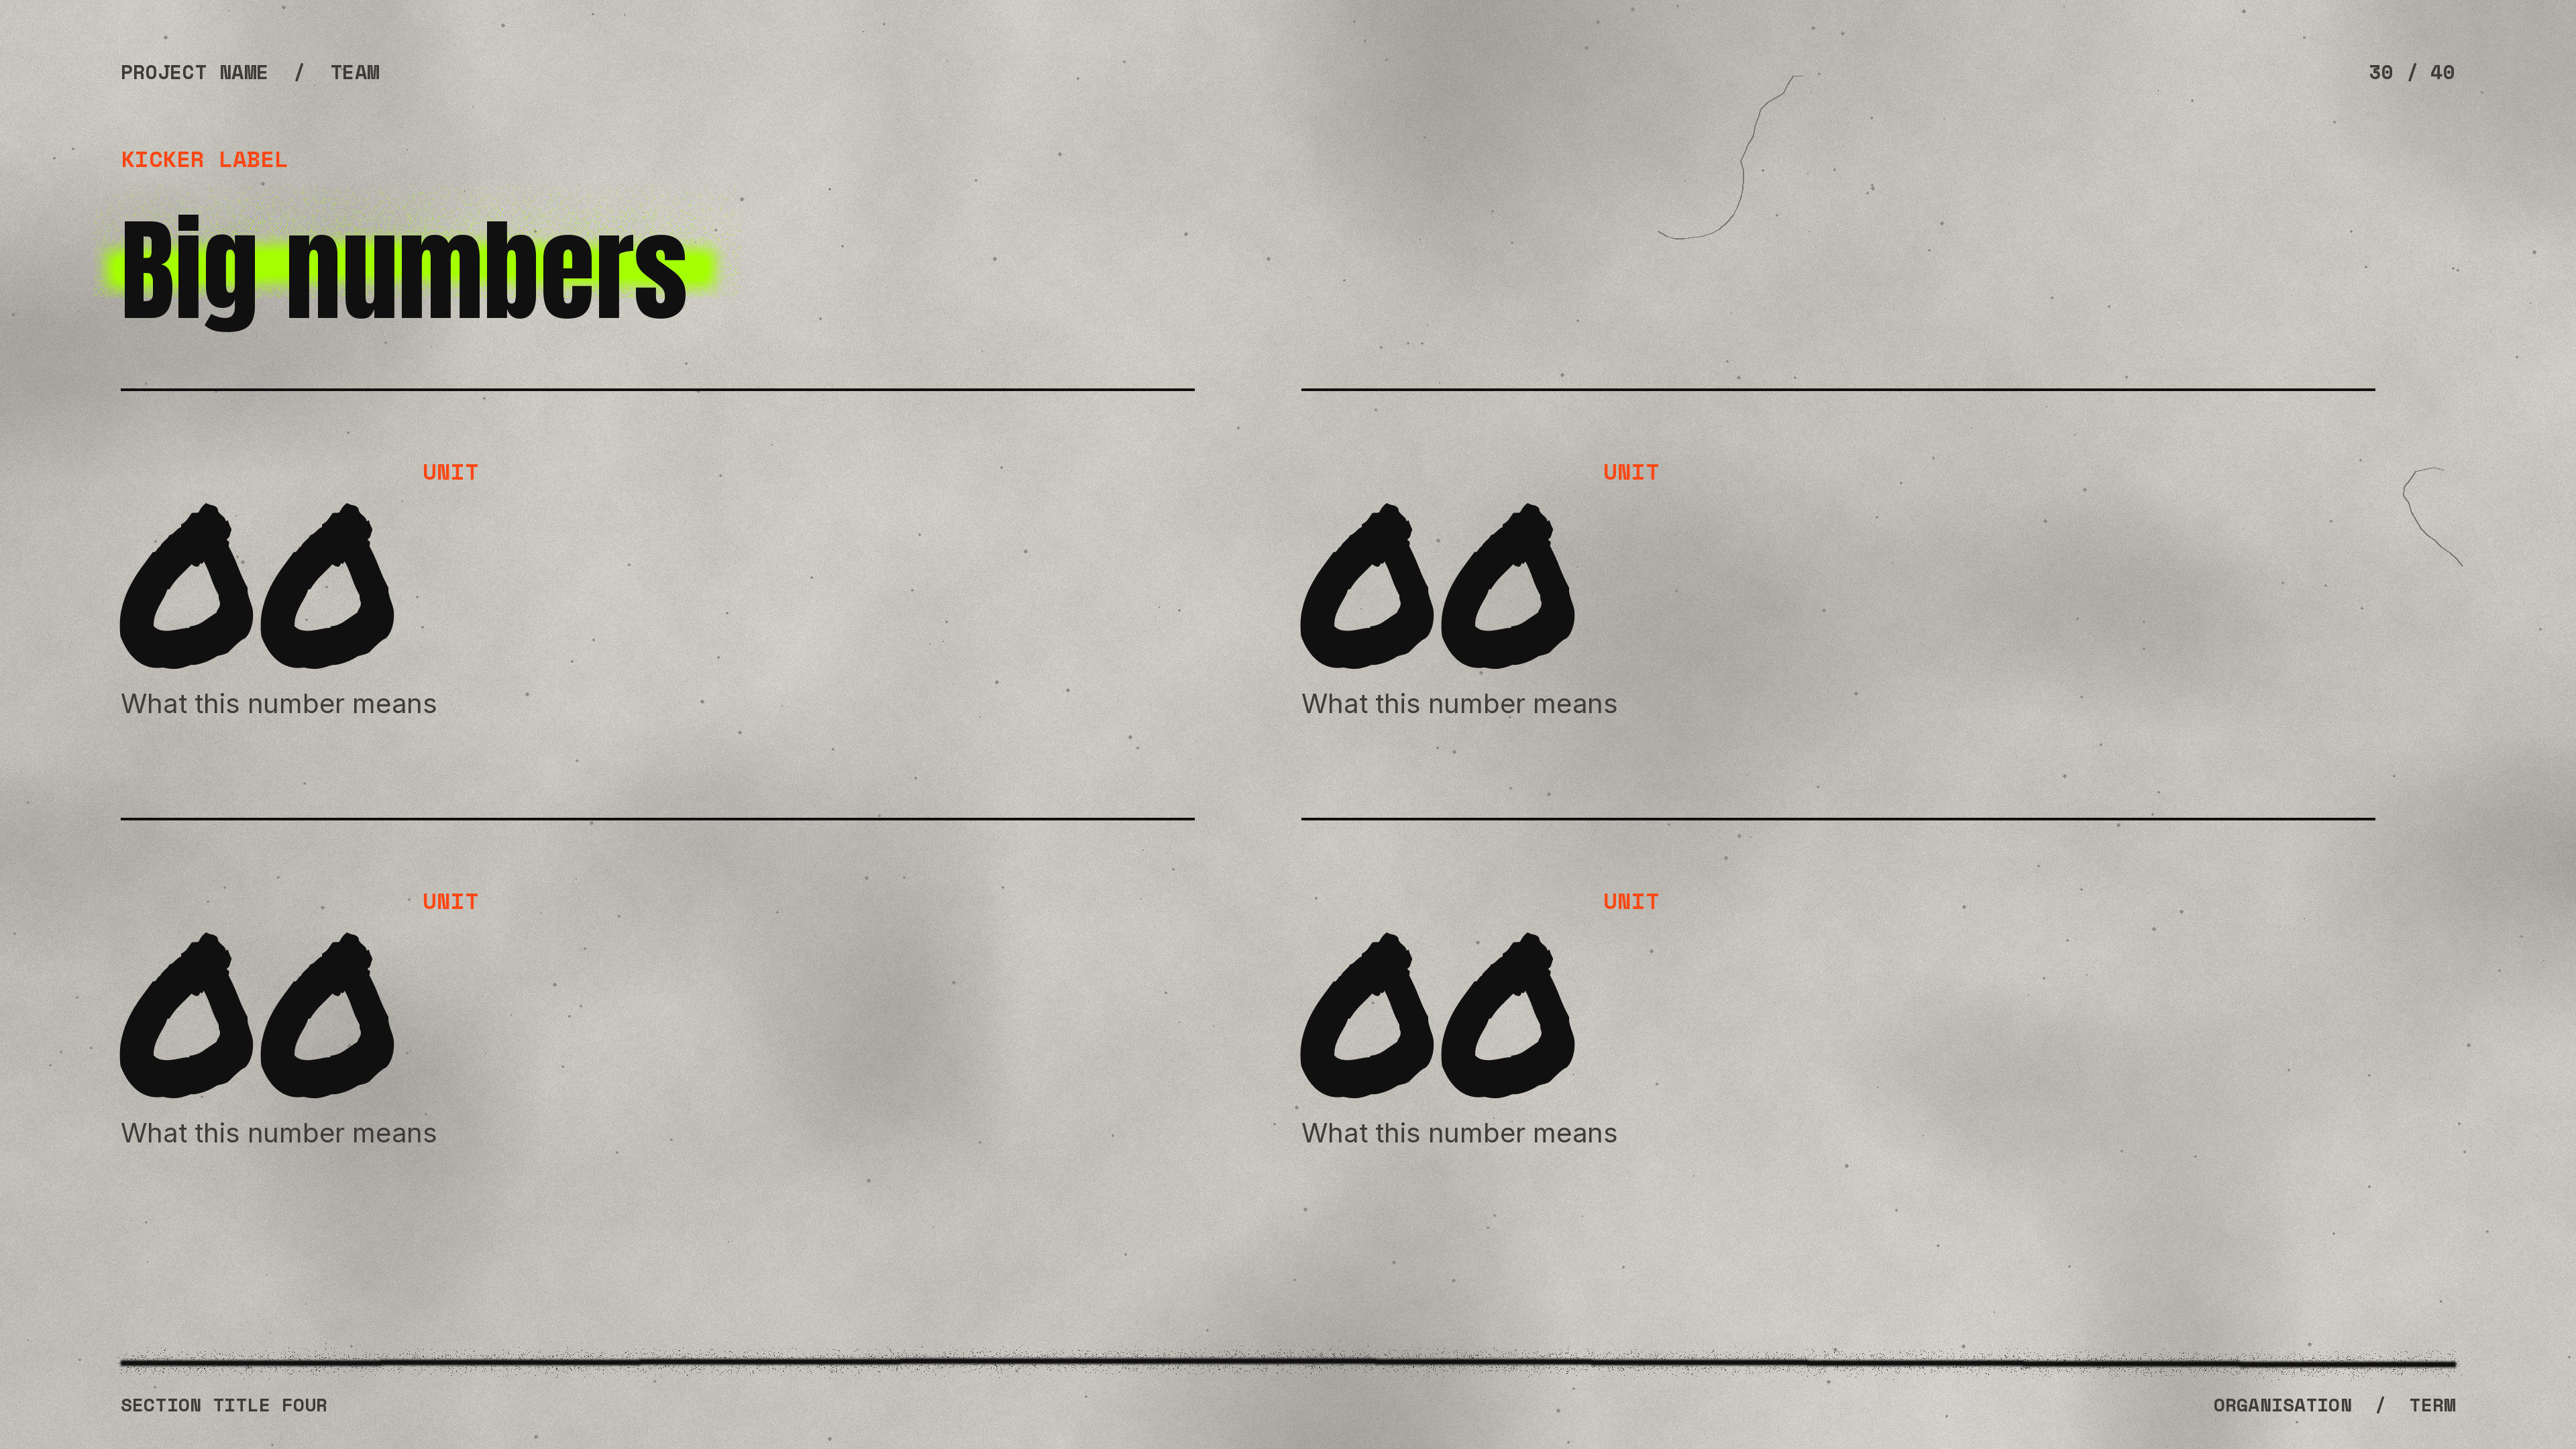 PROJECT NAME / TEAM
30 / 40
KICKER LABEL
Big numbers
UNIT
00
What this number means
UNIT
00
What this number means
UNIT
00
What this number means
UNIT
00
What this number means
SECTION TITLE FOUR
ORGANISATION / TERM